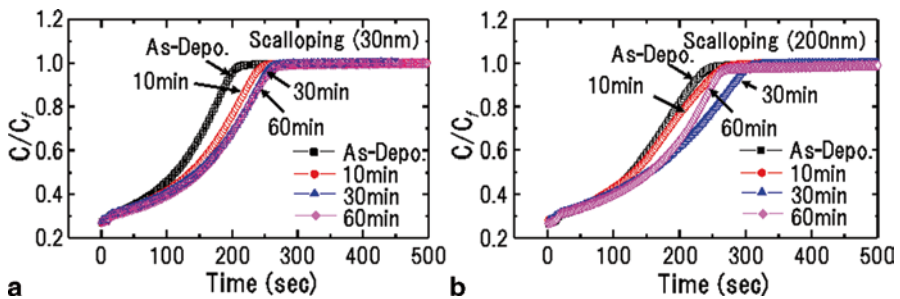 Scalloping (30nm)
As-Depo.
10min
30min
60min
As-Depo.
10min
30min
60min
C/Cf
1.2
1.0
0.8
0.6
0.4
0.2
0 100 200 300 400 500
Time (sec)
a
Scalloping (200nm)
As-Depo.
10min
30min
60min
As-Depo.
10min
30min
60min
C/Cf
1.2
1.0
0.8
0.6
0.4
0.2
0 100 200 300 400 500
Time (sec)
b